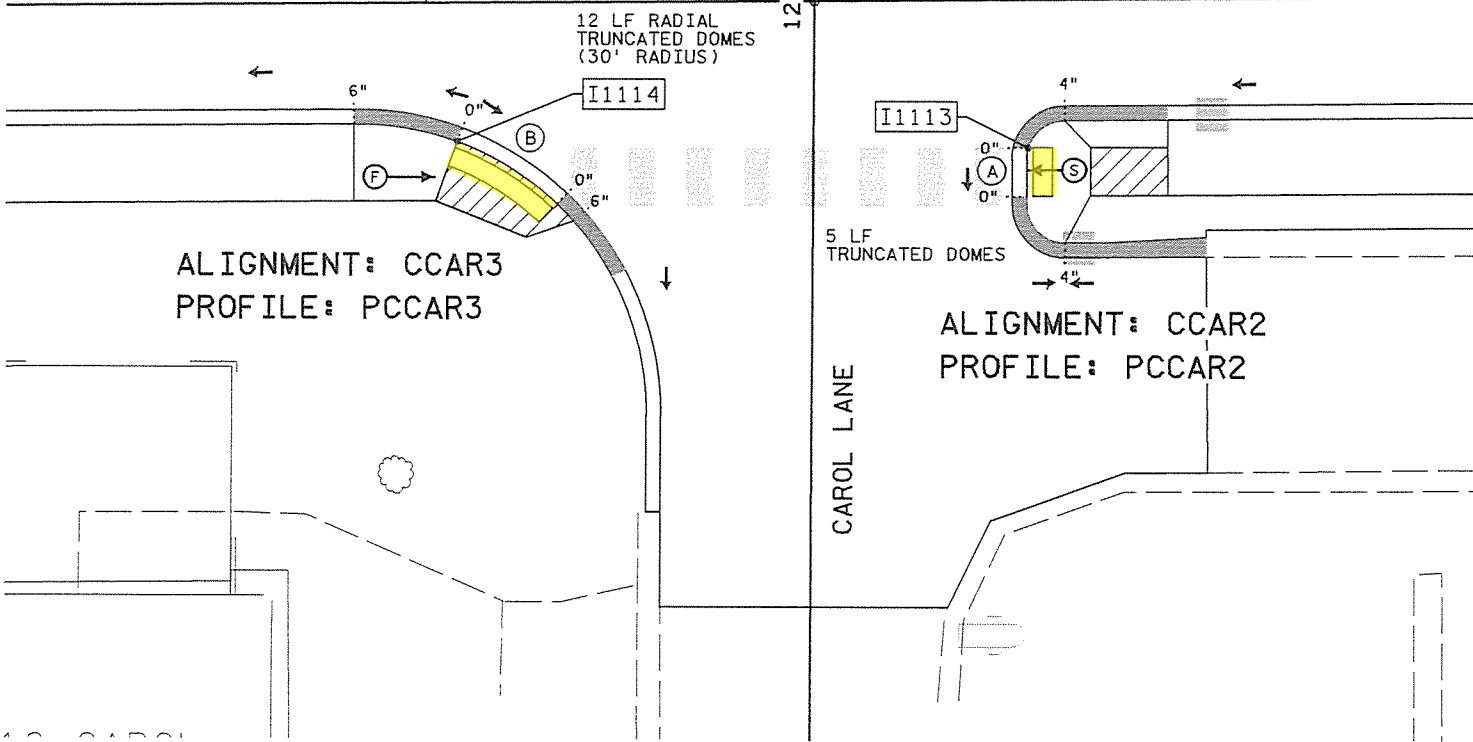 12 LF RADIAL
TRUNCATED DOMES
(30' RADIUS)
12
I1114
6"
0"
B
F
0"
6"
ALIGNMENT: CCAR3
PROFILE: PCCAR3
4"
I1113
0"
A
S
0"
5 LF
TRUNCATED DOMES
4"
ALIGNMENT: CCAR2
PROFILE: PCCAR2
CAROL LANE
CAROL